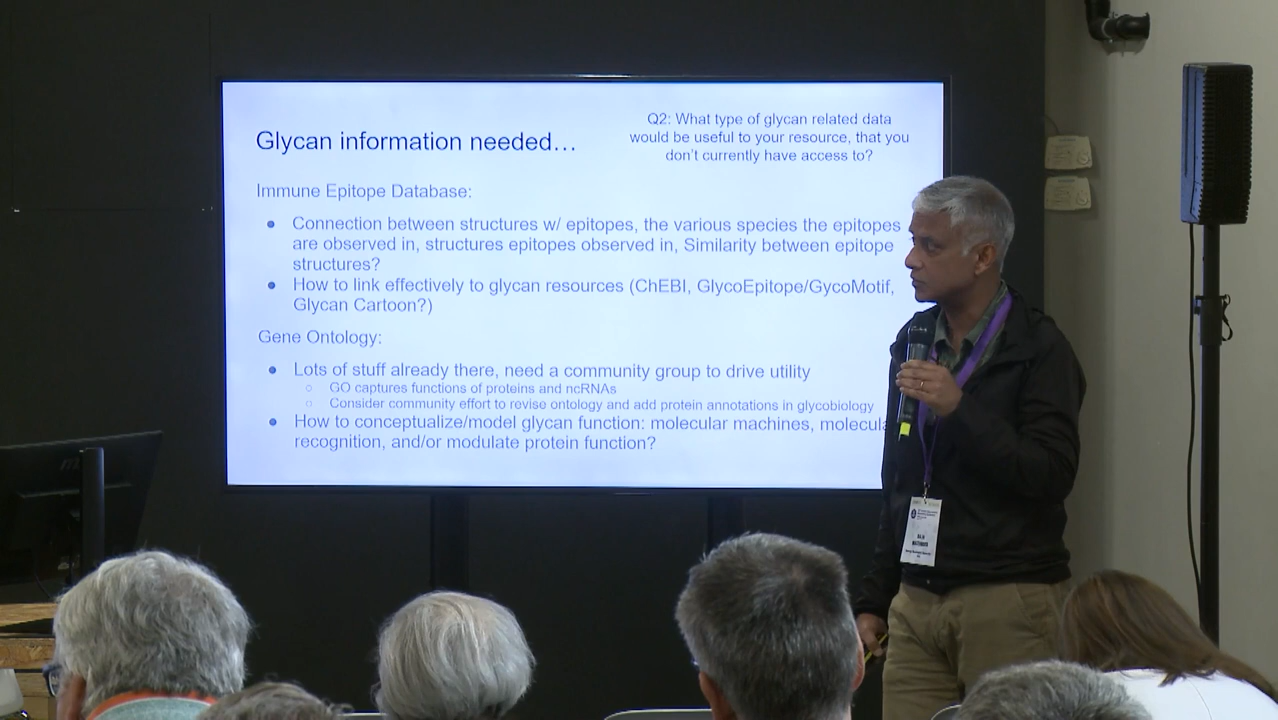 Q2: What type of glycan related data
would be useful to your resource, that you
don't currently have access to?
Glycan information needed…
Immune Epitope Database:
● Connection between structures w/ epitopes, the various species the epitopes
are observed in, structures epitopes observed in, Similarity between epitope
structures?
● How to link effectively to glycan resources (ChEBI, GlycoEpitope/GycoMotif,
Glycan Cartoon?)
Gene Ontology:
● Lots of stuff already there, need a community group to drive utility
○ GO captures functions of proteins and ncRNAs
○ Consider community effort to revise ontology and add protein annotations in glycobiology
● How to conceptualize/model glycan function: molecular machines,
recognition, and/or modulate protein function?